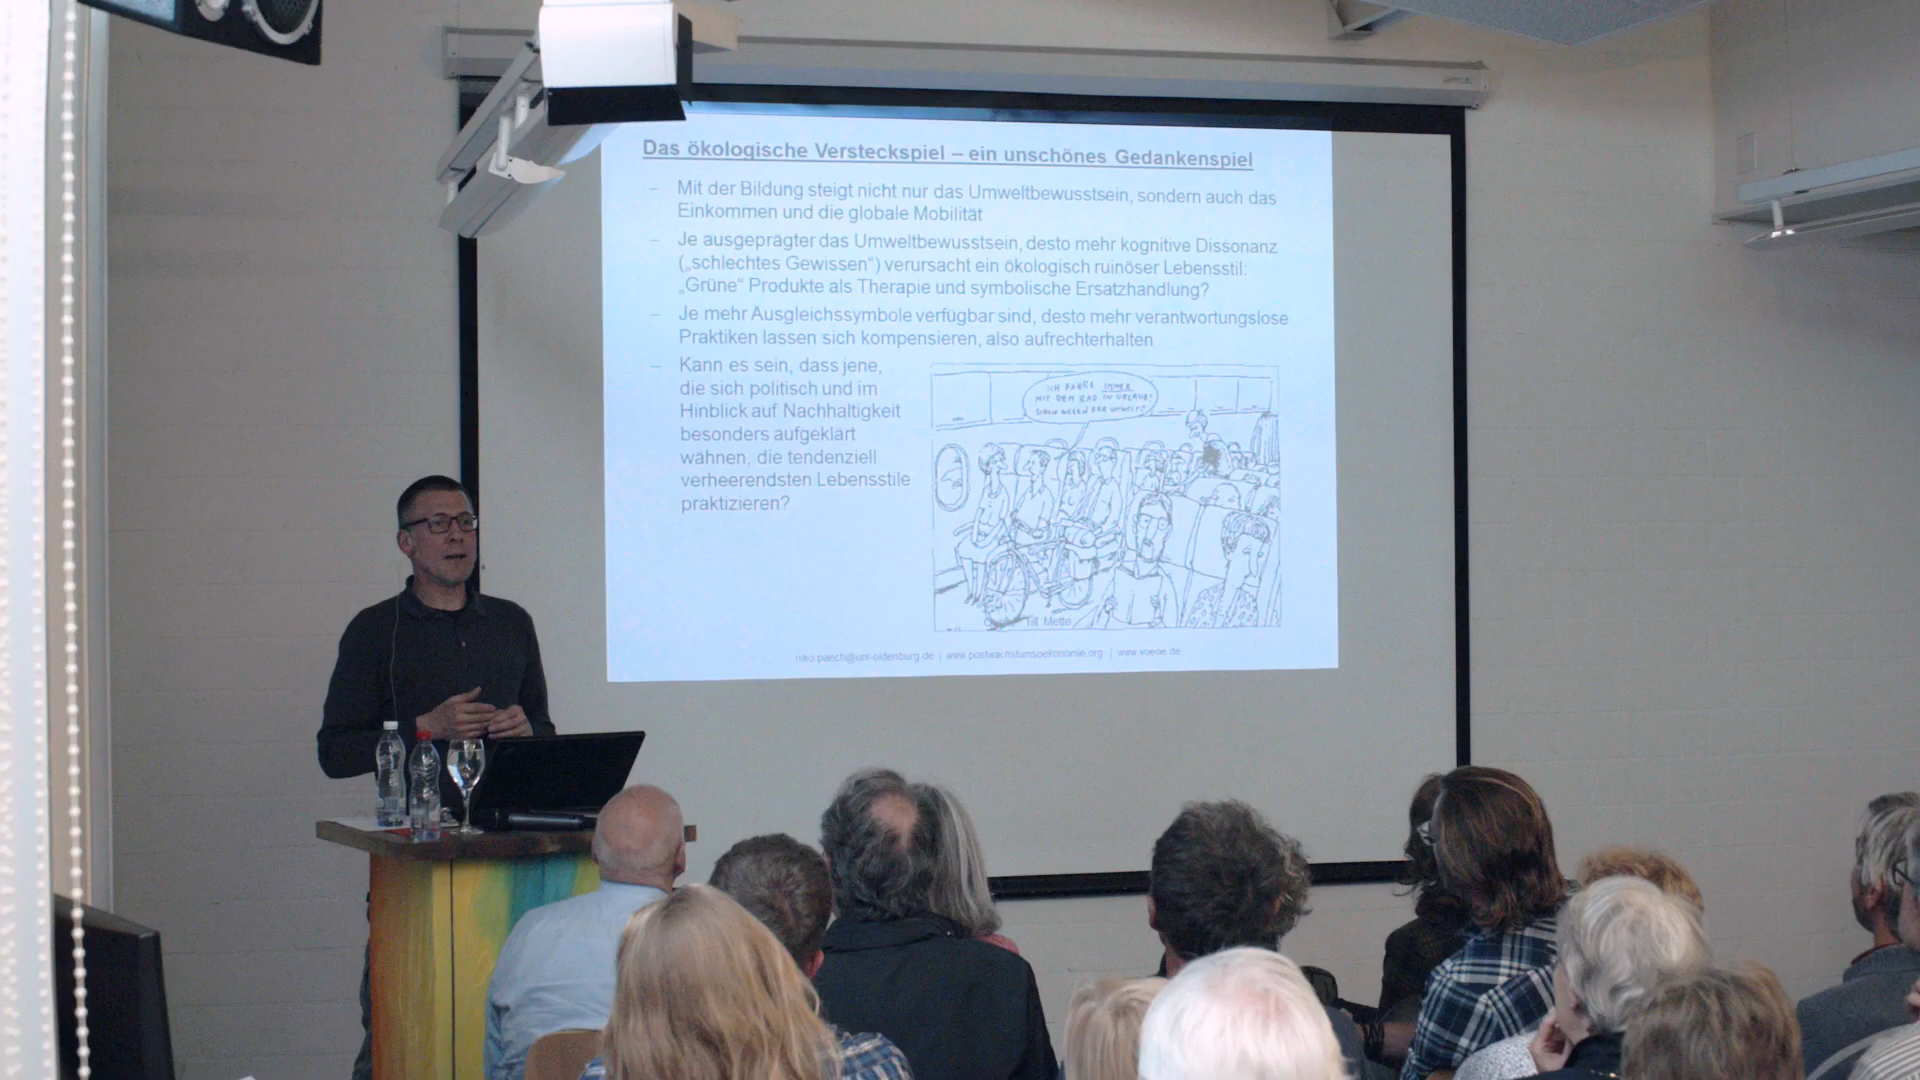 Das ökologische Versteckspiel – ein unschönes Gedankenspiel
– Mit der Bildung steigt nicht nur das Umweltbewusstsein, sondern auch das
Einkommen und die globale Mobilität
– Je ausgeprägter das Umweltbewusstsein, desto mehr kognitive Dissonanz
(„schlechtes Gewissen“) verursacht ein ökologisch ruinöser Lebensstil:
„Grüne“ Produkte als Therapie und symbolische Ersatzhandlung?
– Je mehr Ausgleichssymbole verfügbar sind, desto mehr verantwortungslose
Praktiken lassen sich kompensieren, also aufrechterhalten
– Kann es sein, dass jene,
die sich politisch und im
Hinblick auf Nachhaltigkeit
besonders aufgeklärt
wähnen, die tendenziell
verheerendsten Lebensstile
praktizieren?
ICH FAHRE IMMER
MIT DEM RAD IN URLAUB!
SCHON WEGEN DER UMWELT!
Till Mette
niko.paech@uni-oldenburg.de | www.postwachstumsoekonomie.org | www.voeoe.de